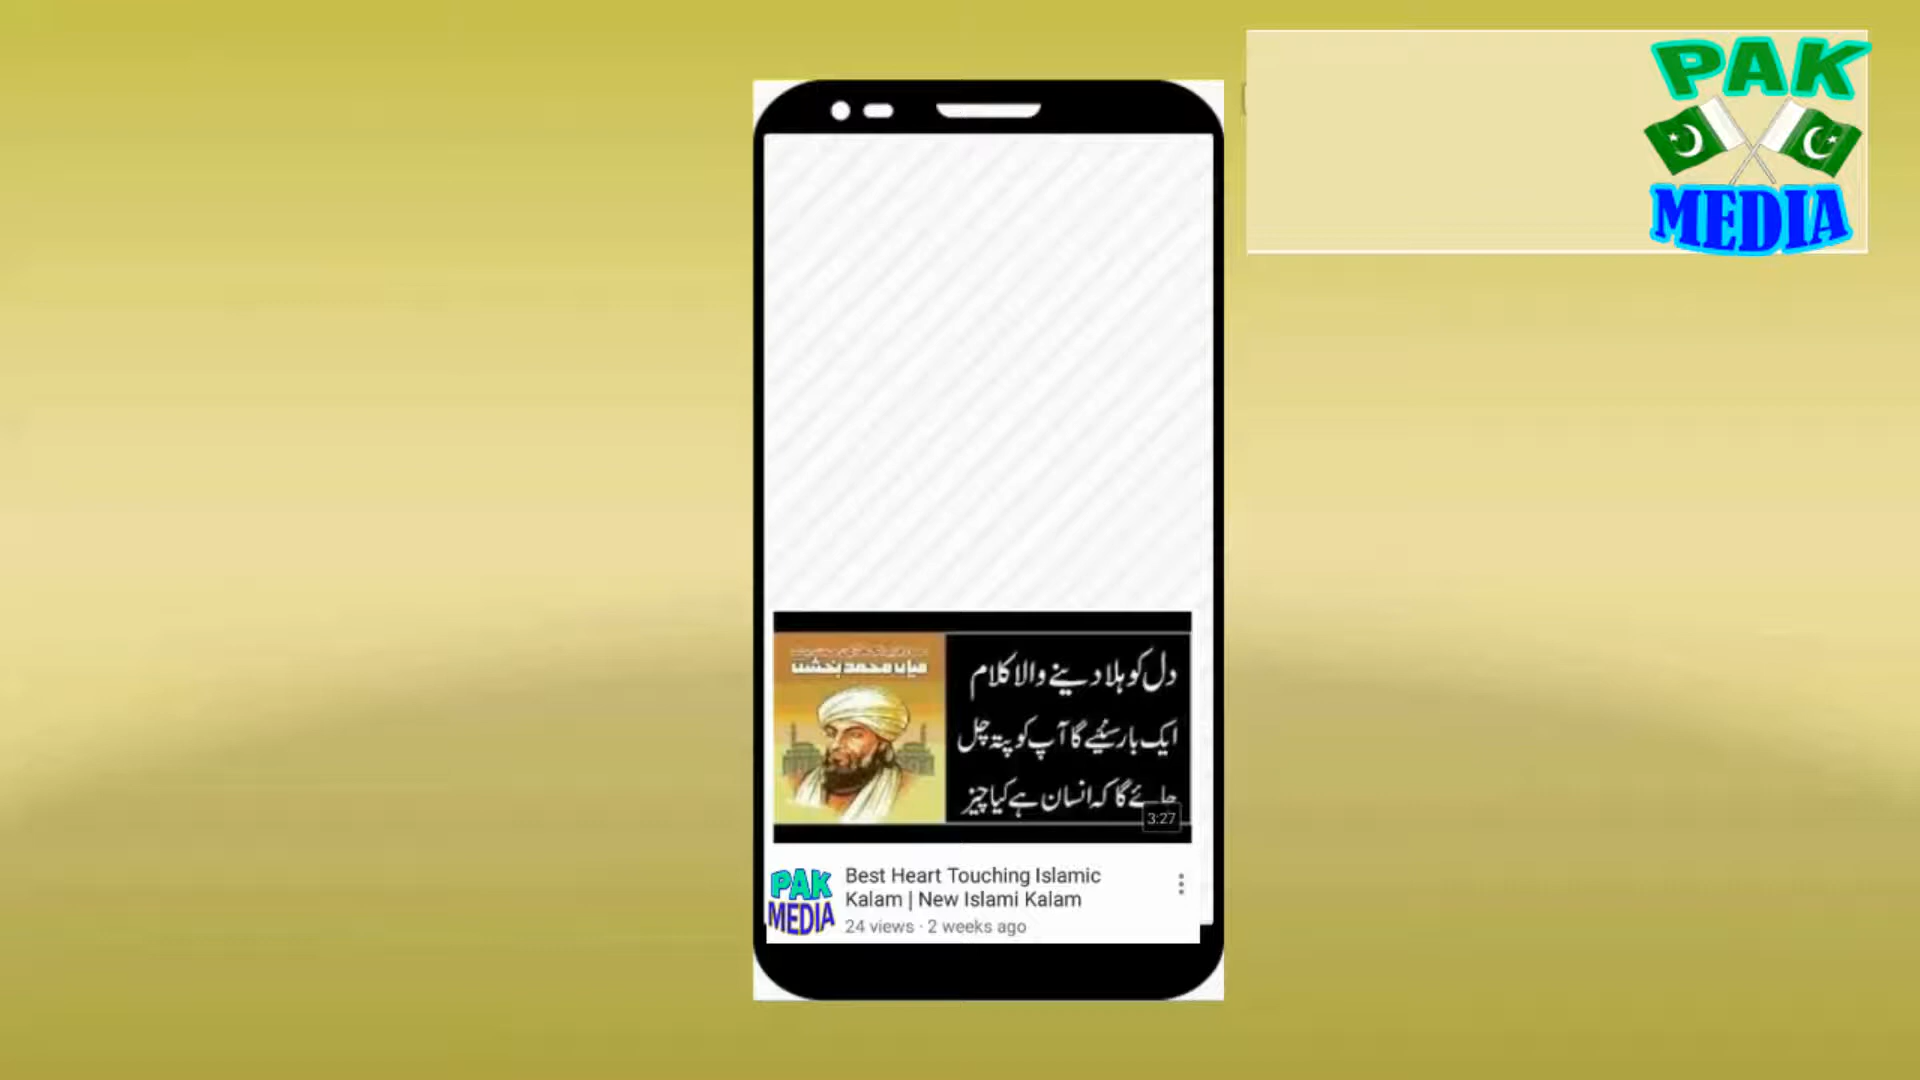 PAK
MEDIA
میاں محمد بخش
دل کو ہلا دینے والا کلام
ایک بار سنئیے گا آپ کو پتہ چل
جائے گا کہ انسان ہے کیا چیز
3:27
PAK
MEDIA
Best Heart Touching Islamic
Kalam | New Islami Kalam
24 views · 2 weeks ago